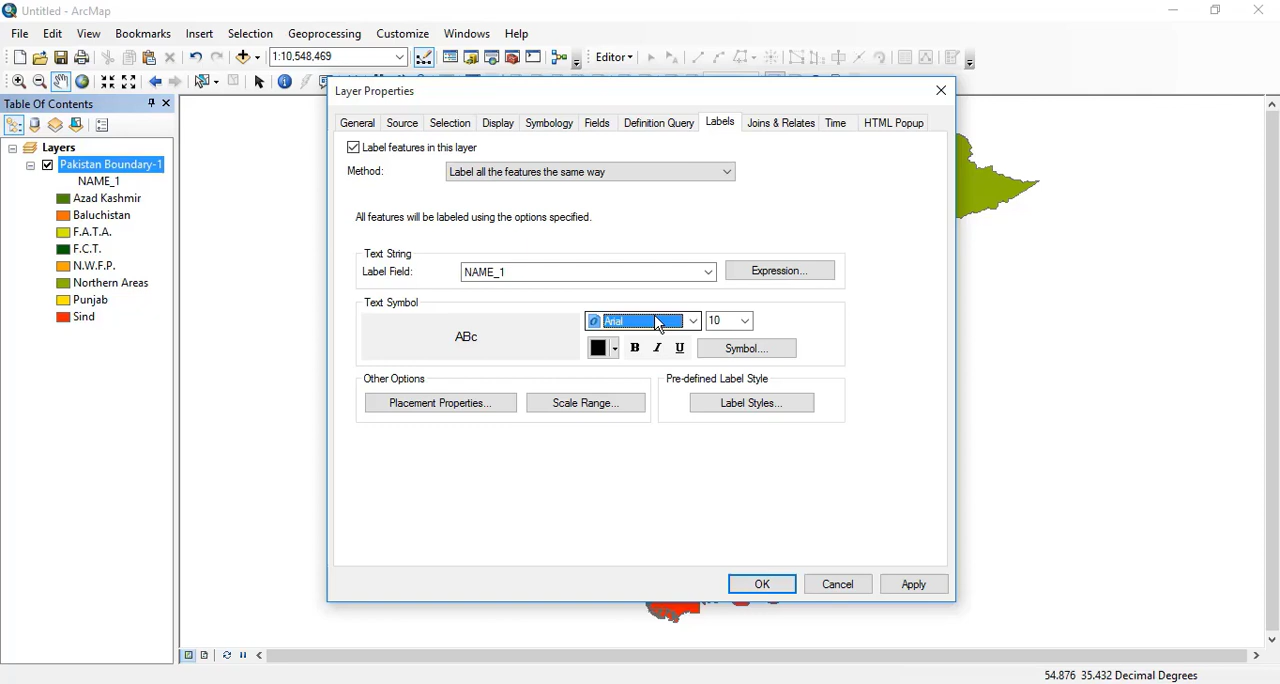 Untitled - ArcMap
File Edit View Bookmarks Insert Selection Geoprocessing Customize Windows Help
1:10,548,469 Editor
Table Of Contents
Layers
Pakistan Boundary-1
NAME_1
Azad Kashmir
Baluchistan
F.A.T.A.
F.C.T.
N.W.F.P.
Northern Areas
Punjab
Sind
Layer Properties
General Source Selection Display Symbology Fields Definition Query Labels Joins & Relates Time HTML Popup
Label features in this layer
Method: Label all the features the same way
All features will be labeled using the options specified.
Text String
Label Field: NAME_1 Expression...
Text Symbol
ABc Arial 10
B I U Symbol....
Other Options Pre-defined Label Style
Placement Properties... Scale Range... Label Styles...
OK Cancel Apply
54.876 35.432 Decimal Degrees